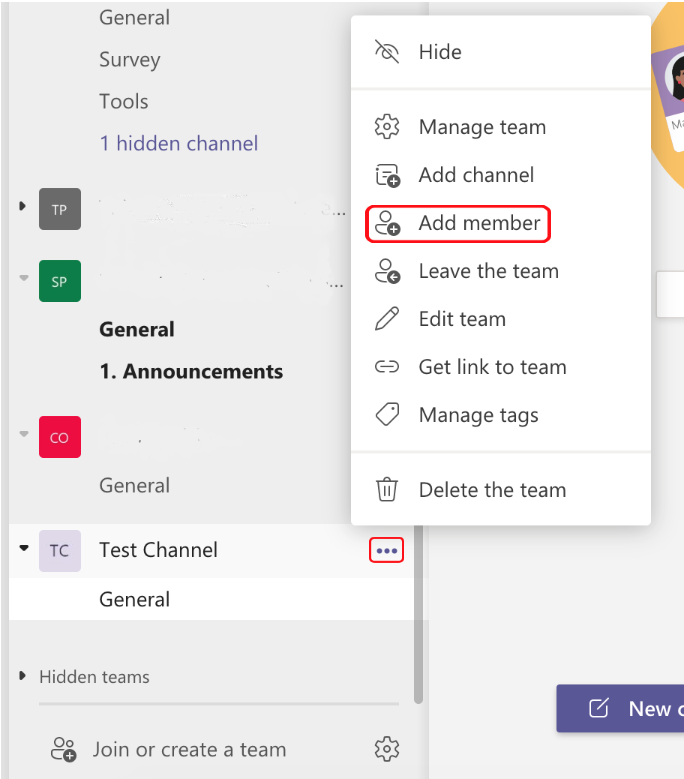 General
Survey
Tools
1 hidden channel
TP
...
SP
...
General
1. Announcements
CO
General
TC Test Channel
General
Hidden teams
Join or create a team
Hide
Manage team
Add channel
Add member
Leave the team
Edit team
Get link to team
Manage tags
Delete the team
New